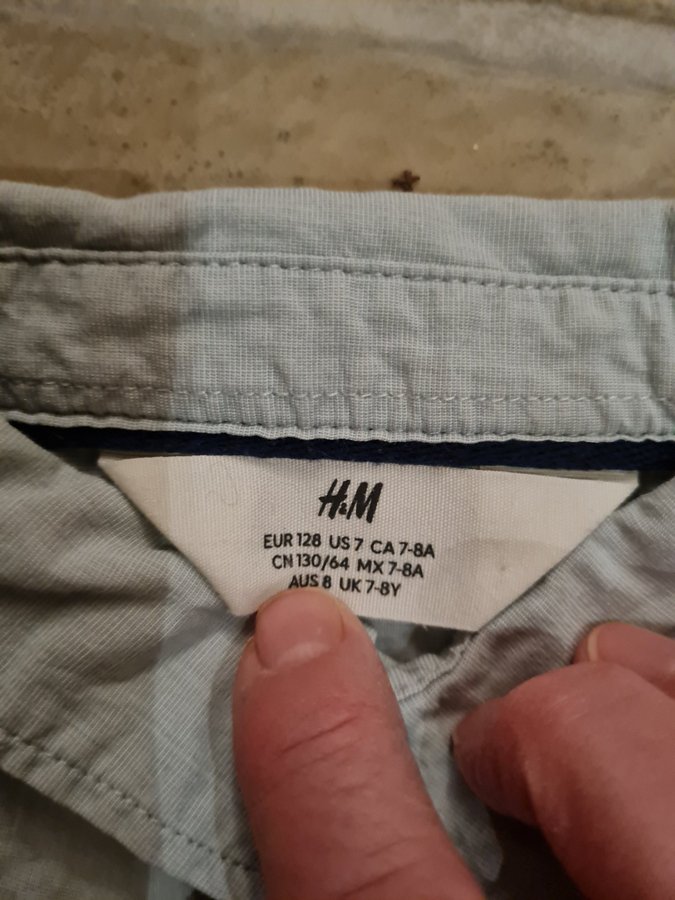 H&M
EUR 128 US 7 CA 7-8A
CN 130/64 MX 7-8A
AUS 8 UK 7-8Y